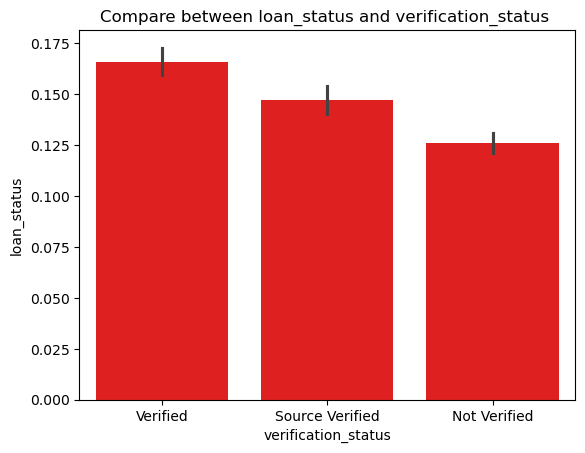 Compare between loan_status and verification_status
loan_status
0.175
0.150
0.125
0.100
0.075
0.050
0.025
0.000
Verified
Source Verified
Not Verified
verification_status